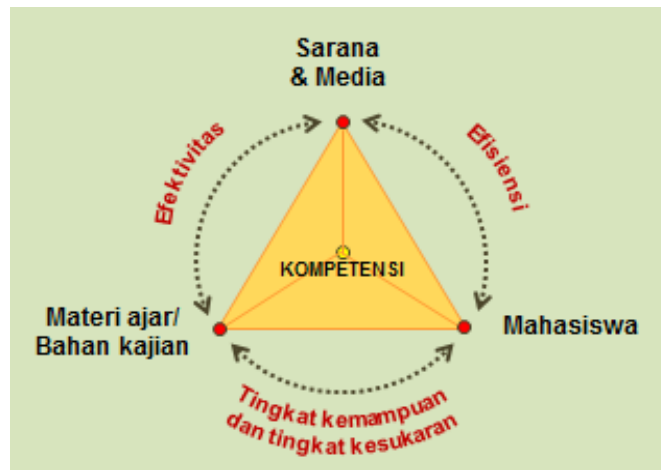 Sarana
& Media
Efektivitas
Efisiensi
KOMPETENSI
Materi ajar/
Bahan kajian
Mahasiswa
Tingkat kemampuan
dan tingkat kesukaran